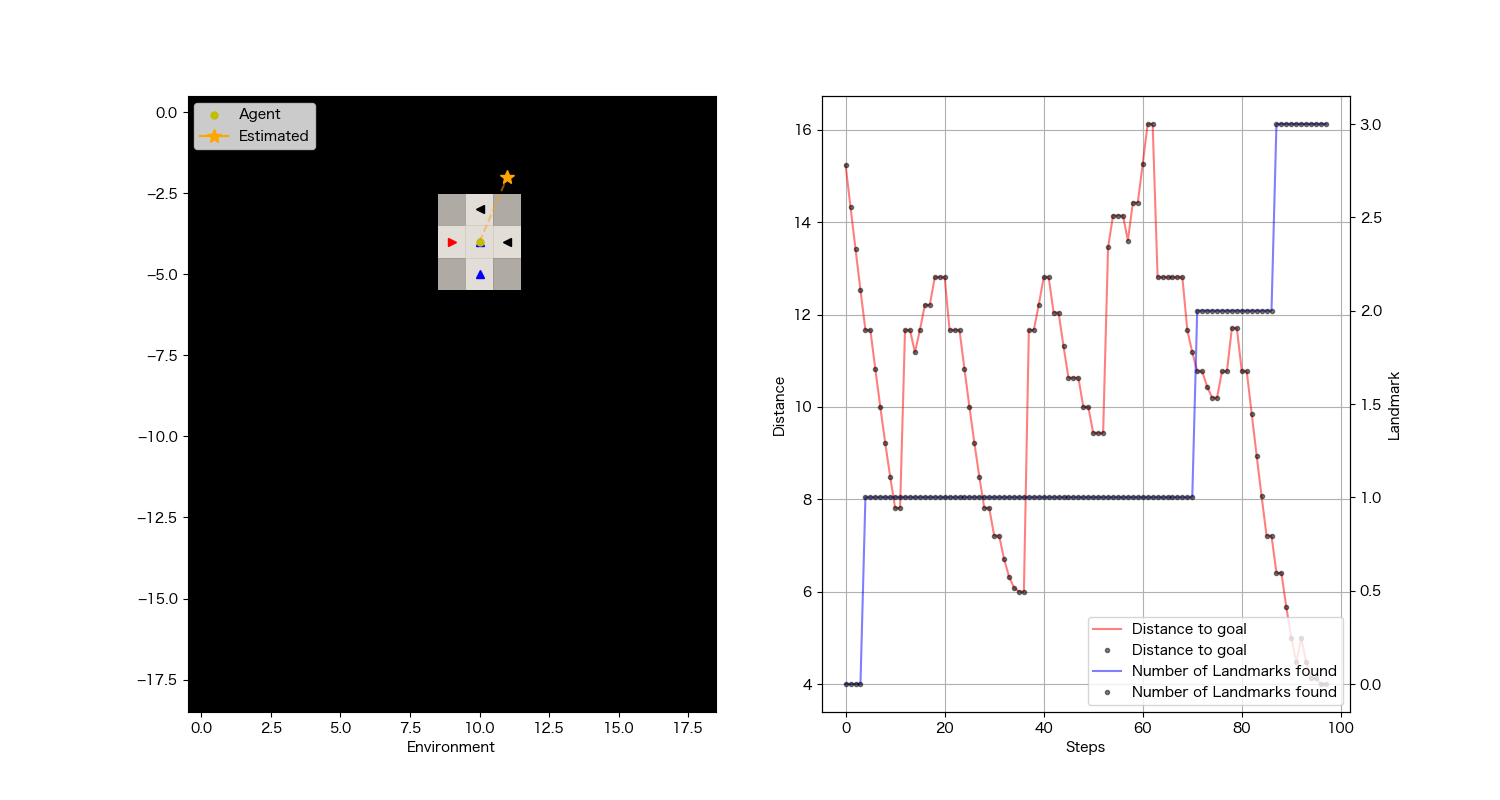 Agent
Estimated
0.0
−2.5
−5.0
−7.5
−10.0
−12.5
−15.0
−17.5
0.0 2.5 5.0 7.5 10.0 12.5 15.0 17.5
Environment
16
14
12
10
8
6
4
Distance
0 20 40 60 80 100
Steps
3.0
2.5
2.0
1.5
1.0
0.5
0.0
Landmark
Distance to goal
Distance to goal
Number of Landmarks found
Number of Landmarks found